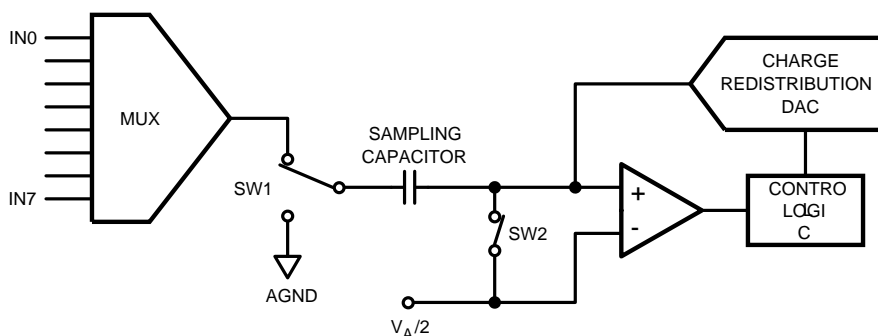 IN0
MUX
IN7
SW1
AGND
SAMPLING
CAPACITOR
SW2
V_A/2
+
-
CHARGE
REDISTRIBUTION
DAC
CONTRO
L
LOGI
C